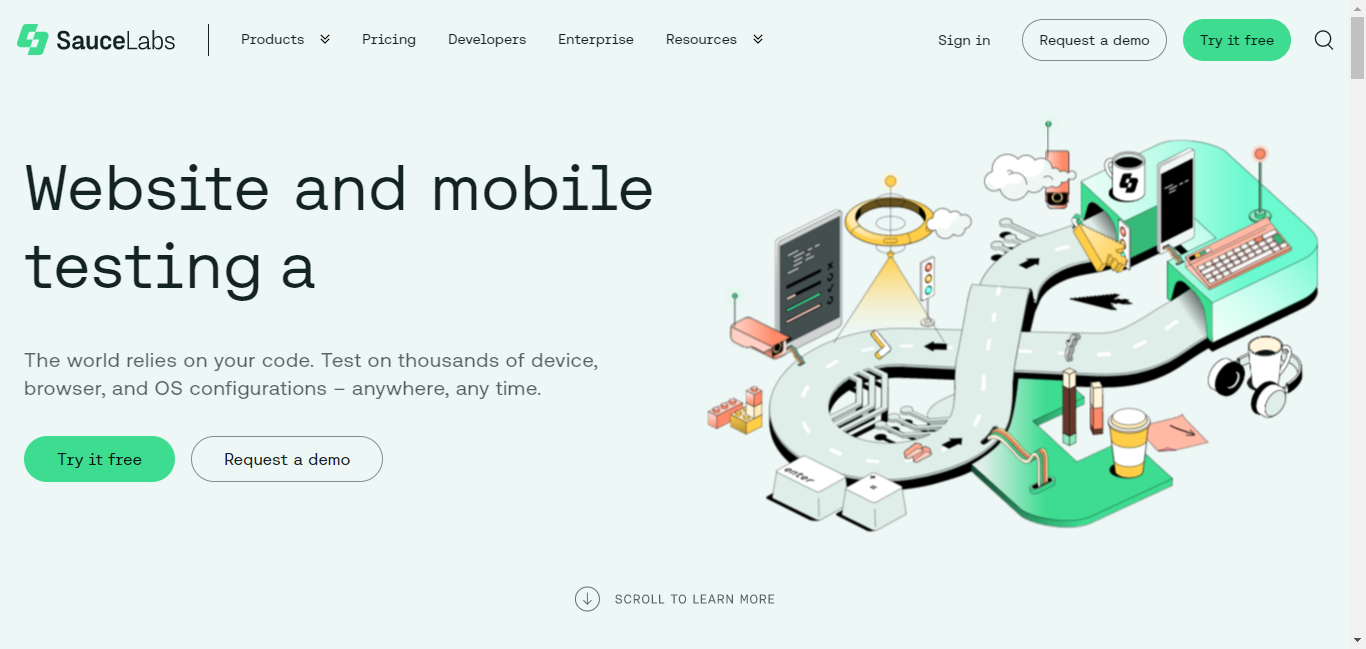 SauceLabs
Products
Pricing
Developers
Enterprise
Resources
Sign in
Request a demo
Try it free
Website and mobile
testing a
The world relies on your code. Test on thousands of device,
browser, and OS configurations – anywhere, any time.
Try it free
Request a demo
enter
SCROLL TO LEARN MORE